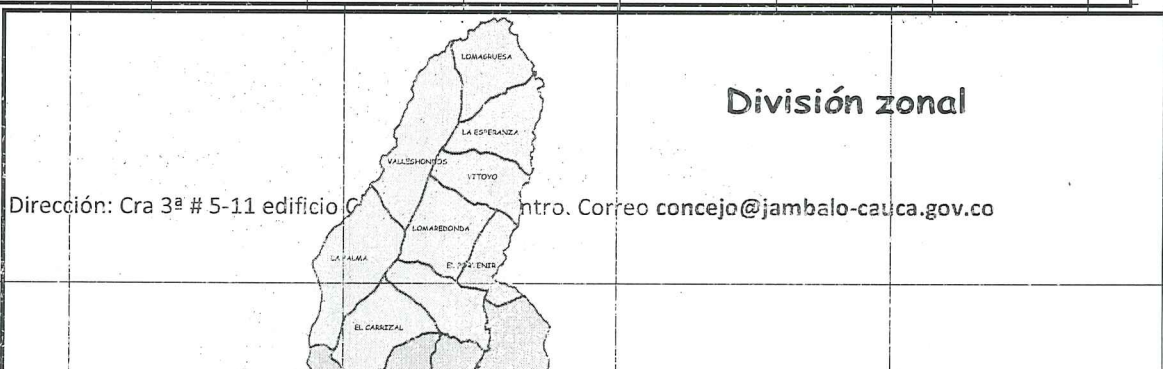 LOMAGRUESA
División zonal
LA ESPERANZA
VALLESHONDOS
VITOYO
Dirección: Cra 3ª # 5-11 edificio ntro. Correo concejo@jambalo-cauca.gov.co
LOMAREDONDA
LA PALMA
EL PORVENIR
EL CARRIZAL